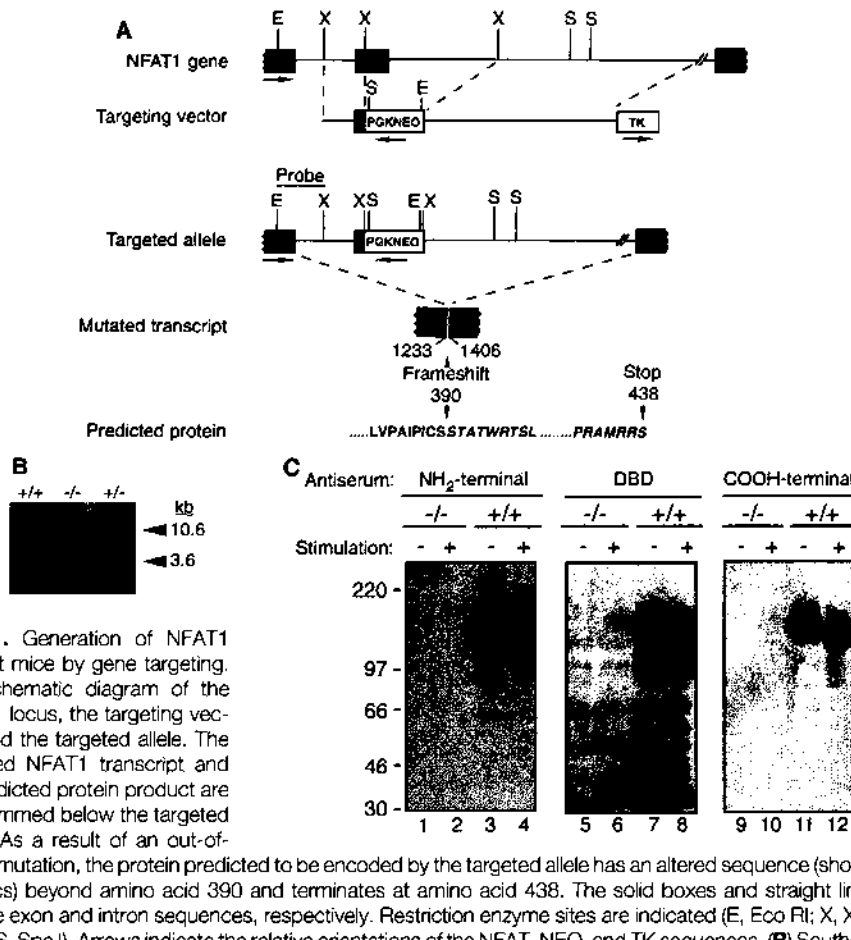 A
E X X X S S
NFAT1 gene
S E
Targeting vector
PGKNEO TK
Probe
E X XS EX S S
Targeted allele
PGKNEO
Mutated transcript
1233 1406
Frameshift Stop
390 438
Predicted protein .....LVPAIPICSSTATWRTSL.......PRAMRRS
B
+/+ -/- +/-
kb
10.6
3.6
C
Antiserum: NH2-terminal DBD COOH-termina
-/- +/+ -/- +/+ -/- +/+
Stimulation: - + - + - + - + - + - +
220 -
97 -
66 -
46 -
30 -
1 2 3 4 5 6 7 8 9 10 11 12
. Generation of NFAT1
t mice by gene targeting.
chematic diagram of the
locus, the targeting vec-
d the targeted allele. The
ed NFAT1 transcript and
edicted protein product are
mmed below the targeted
As a result of an out-of-
mutation, the protein predicted to be encoded by the targeted allele has an altered sequence (sho
cs) beyond amino acid 390 and terminates at amino acid 438. The solid boxes and straight lin
e exon and intron sequences, respectively. Restriction enzyme sites are indicated (E, Eco RI; X, X
S, Spe I). Arrows indicate the relative orientations of the NFAT, NEO, and TK sequences. (B) South